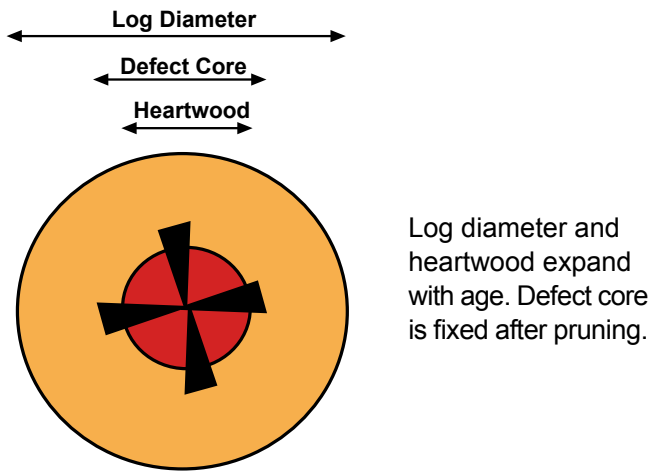 Log Diameter
Defect Core
Heartwood
Log diameter and
heartwood expand
with age. Defect core
is fixed after pruning.